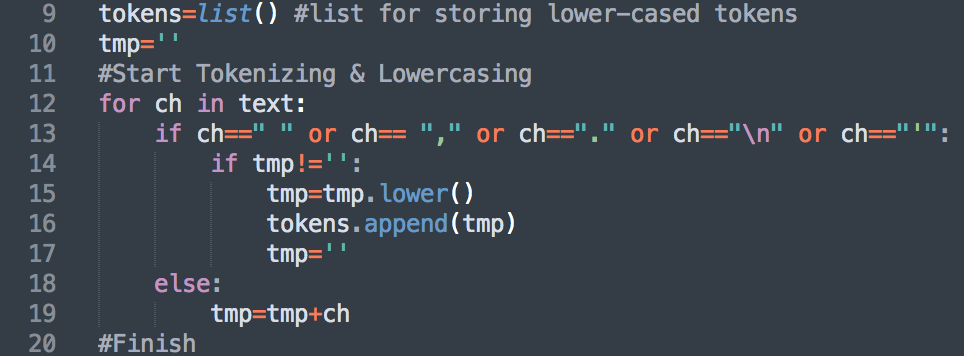 9 tokens=list() #list for storing lower-cased tokens
10 tmp=''
11 #Start Tokenizing & Lowercasing
12 for ch in text:
13     if ch==" " or ch== "," or ch=="." or ch=="\n" or ch=="'":
14         if tmp!='':
15             tmp=tmp.lower()
16             tokens.append(tmp)
17             tmp=''
18     else:
19         tmp=tmp+ch
20 #Finish